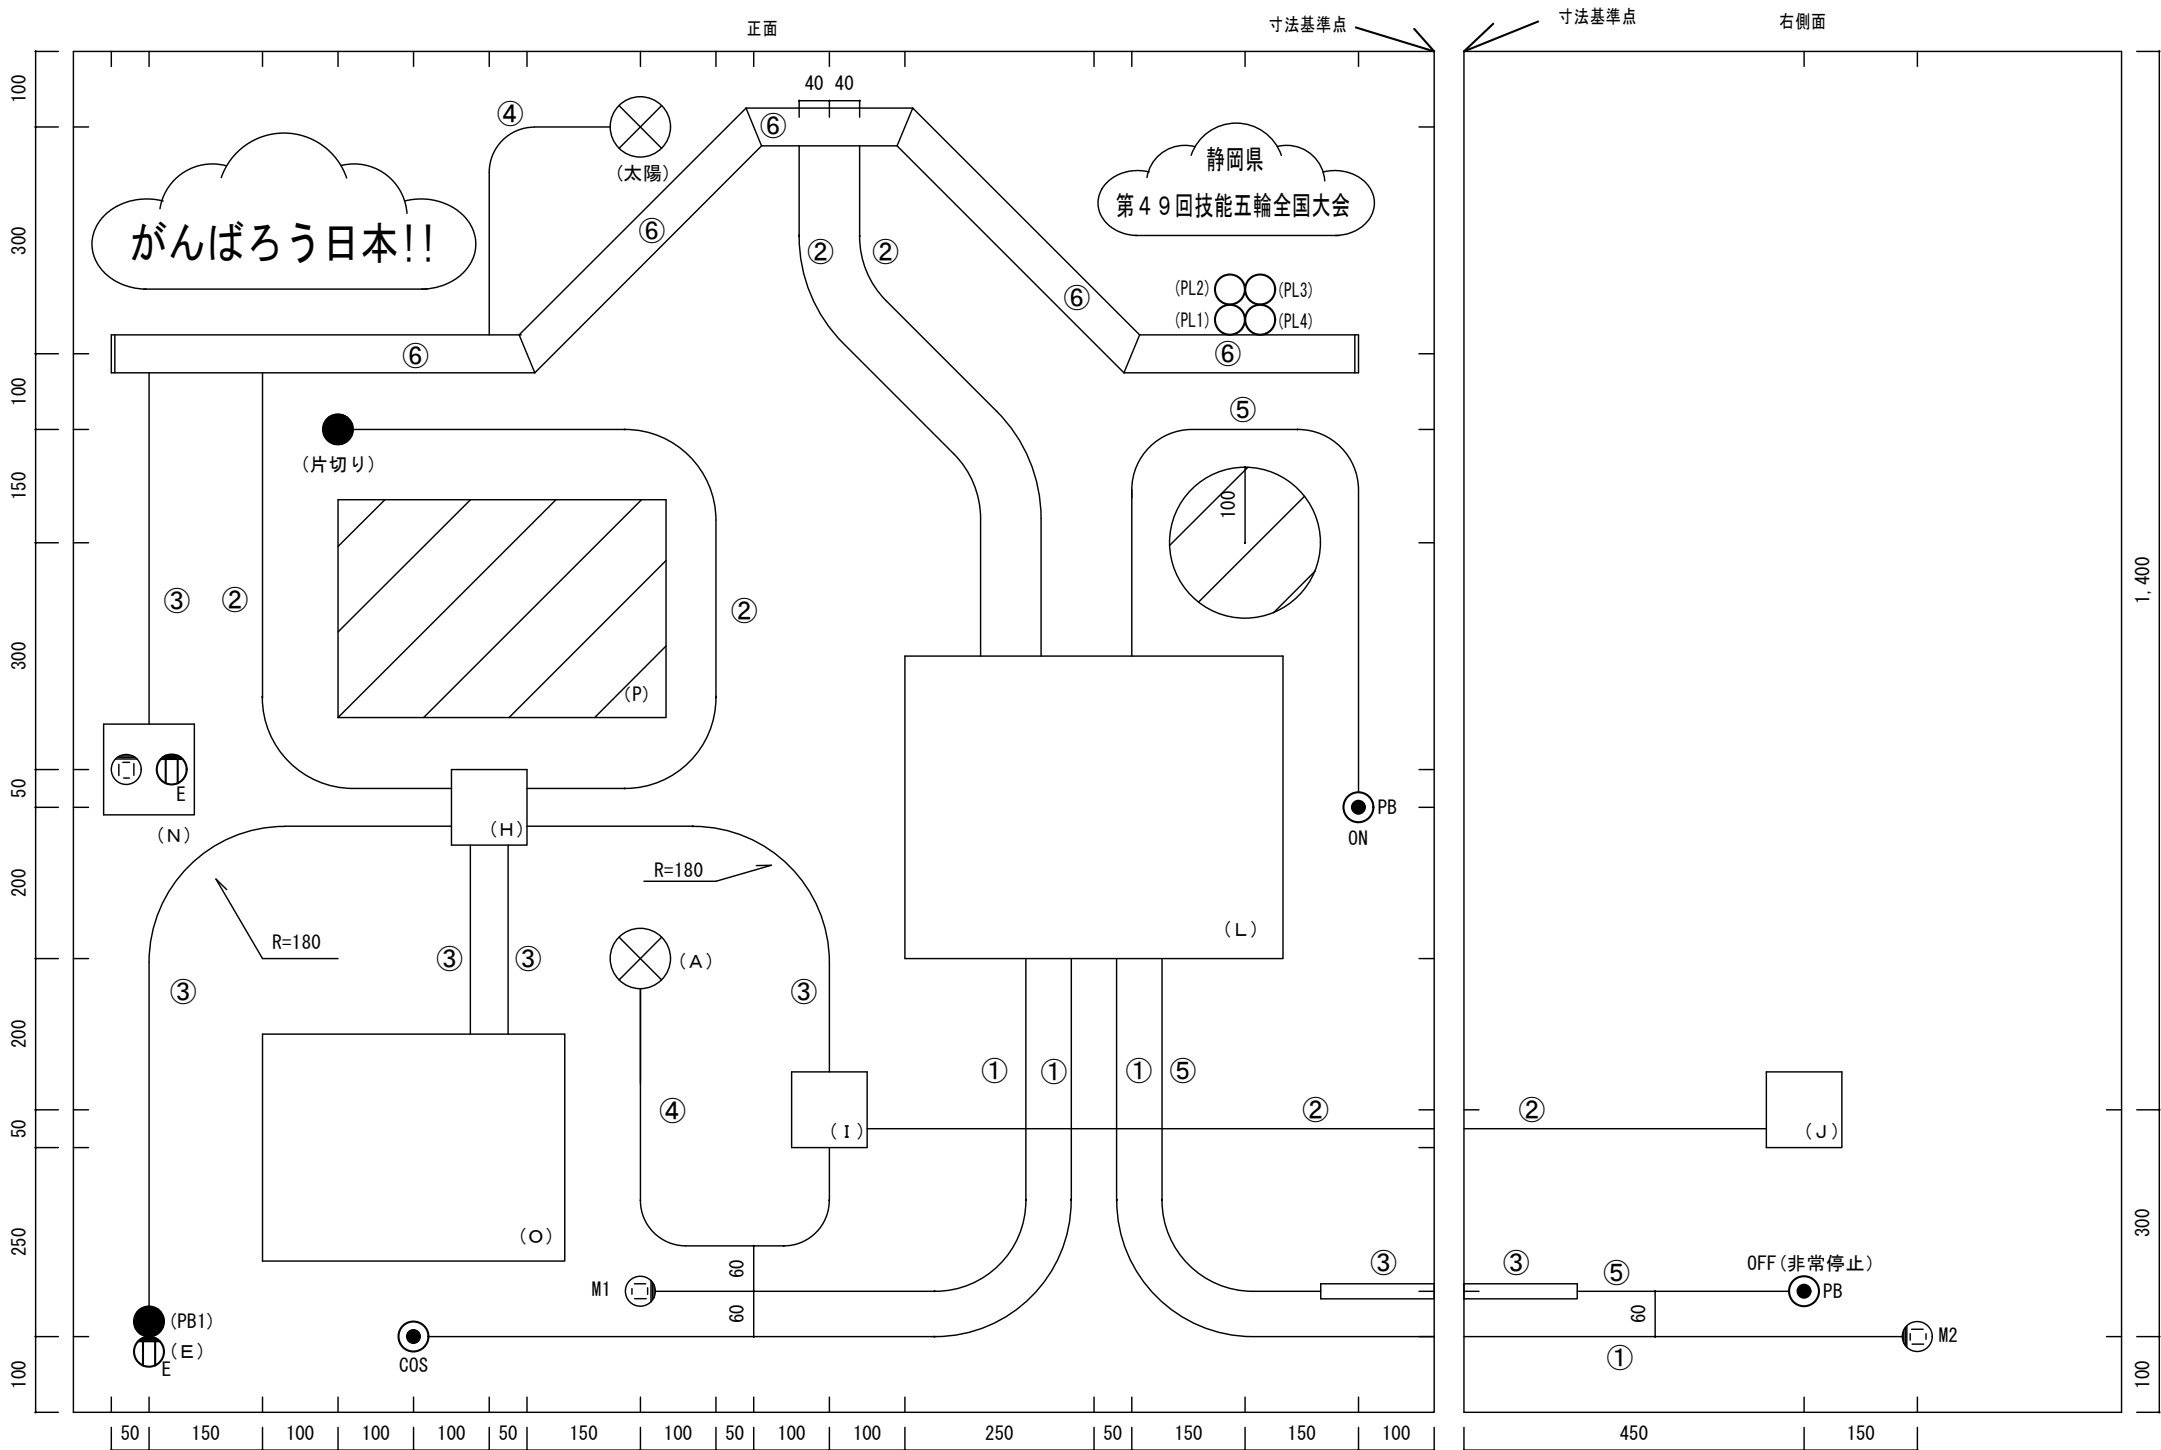 正面
寸法基準点
寸法基準点
右側面
100
40 40
④
⑥
(太陽)
静岡県
第４９回技能五輪全国大会
がんばろう日本!!
300
⑥
②
②
⑥
(PL2)
(PL3)
(PL1)
(PL4)
⑥
⑥
100
⑤
(片切り)
150
100
③
②
②
1,400
300
(P)
E
(N)
50
PB
ON
(H)
200
R=180
R=180
(L)
③
③
(A)
③
③
200
①
①
①
⑤
④
②
②
50
(I)
(J)
250
(O)
60
③
③
⑤
OFF(非常停止)
300
M1
PB
60
60
(PB1)
(E)
E
COS
M2
①
100
100
50
150
100
100
100
50
150
100
50
100
100
250
50
150
150
100
450
150